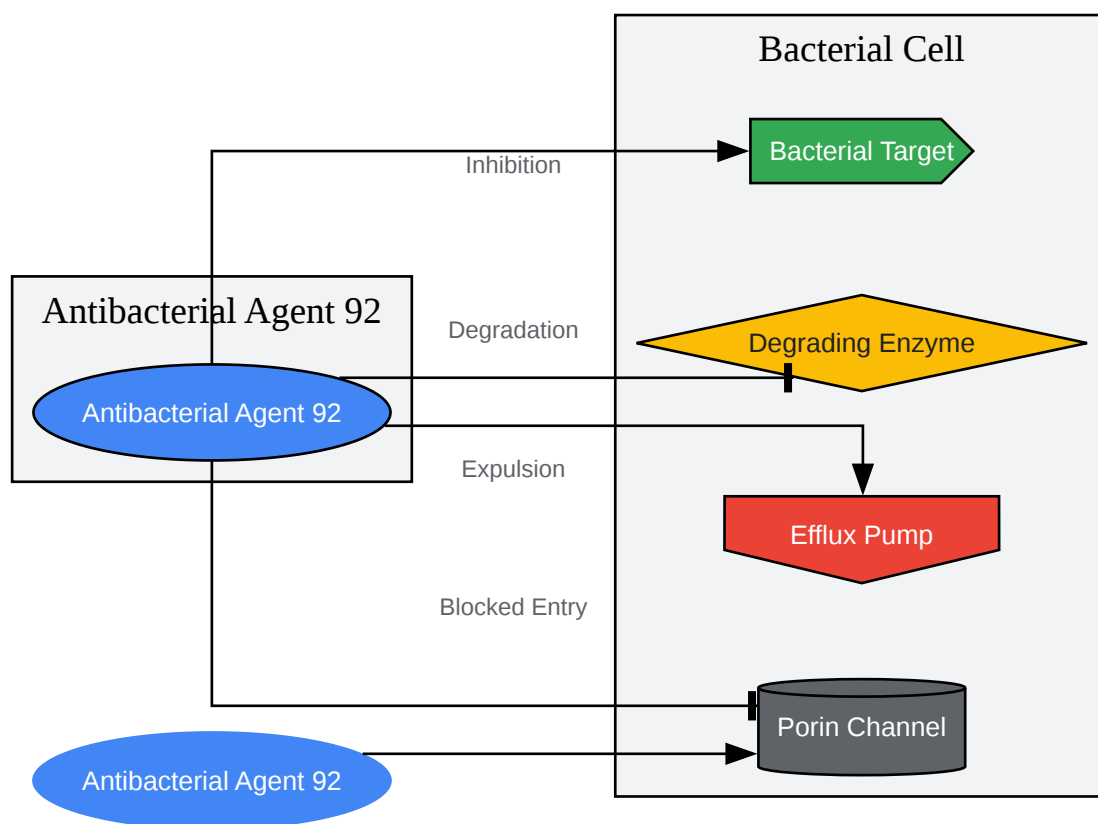 Bacterial Cell
Bacterial Target
Inhibition
Antibacterial Agent 92
Degradation
Degrading Enzyme
Antibacterial Agent 92
Expulsion
Efflux Pump
Blocked Entry
Porin Channel
Antibacterial Agent 92